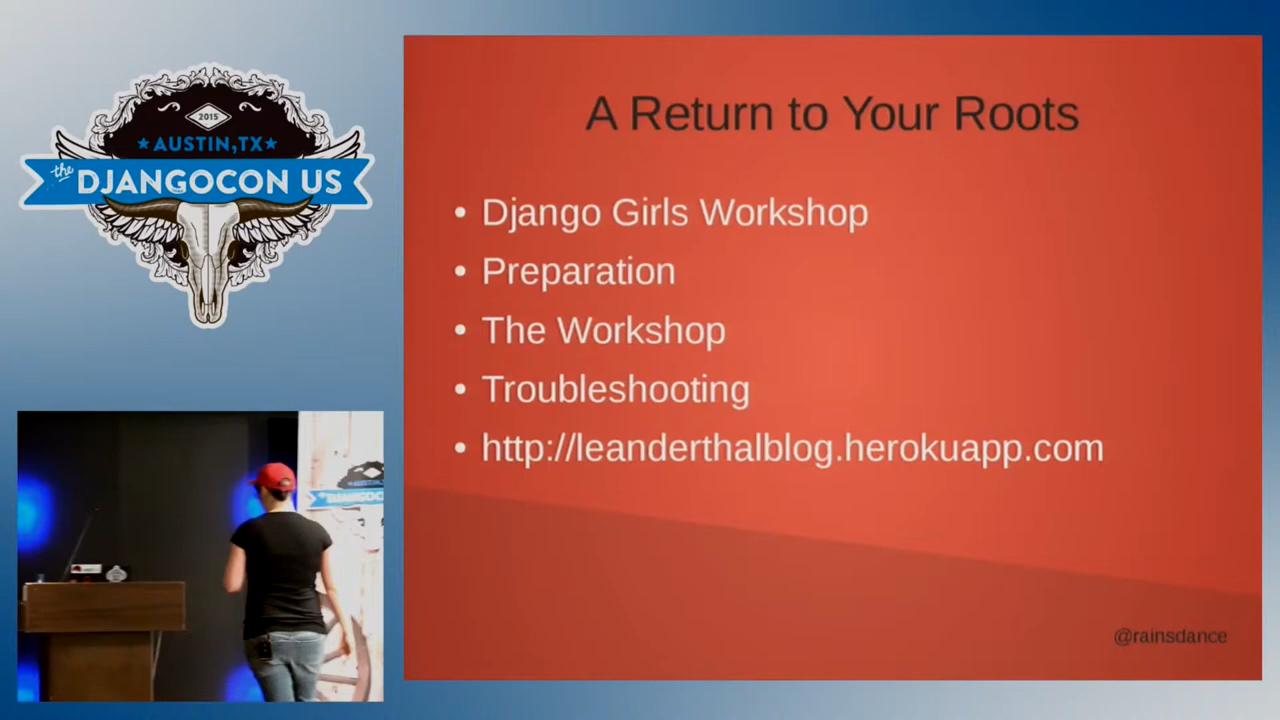 2015
AUSTIN,TX
the
DJANGOCON US
A Return to Your Roots
• Django Girls Workshop
• Preparation
• The Workshop
• Troubleshooting
• http://leanderthalblog.herokuapp.com
@rainsdance